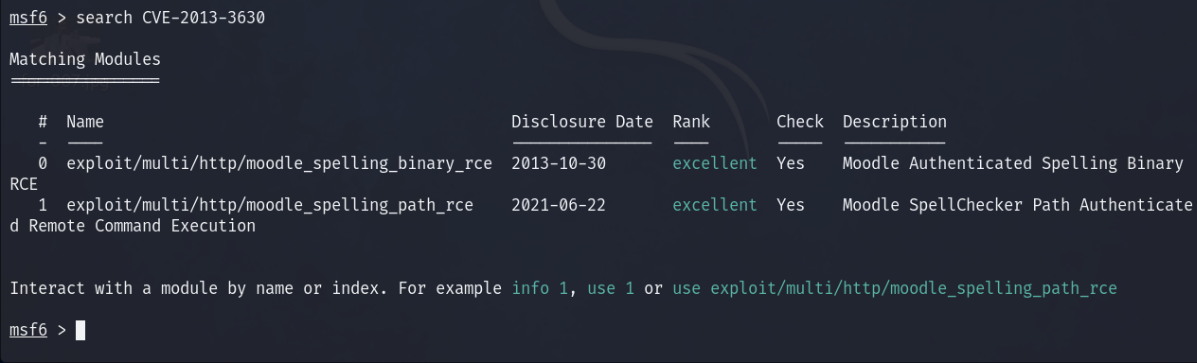 msf6 > search CVE-2013-3630
Matching Modules
================
# Name Disclosure Date Rank Check Description
- ---- --------------- ---- ----- -----------
0 exploit/multi/http/moodle_spelling_binary_rce 2013-10-30 excellent Yes Moodle Authenticated Spelling Binary
RCE
1 exploit/multi/http/moodle_spelling_path_rce 2021-06-22 excellent Yes Moodle SpellChecker Path Authenticate
d Remote Command Execution
Interact with a module by name or index. For example info 1, use 1 or use exploit/multi/http/moodle_spelling_path_rce
msf6 >